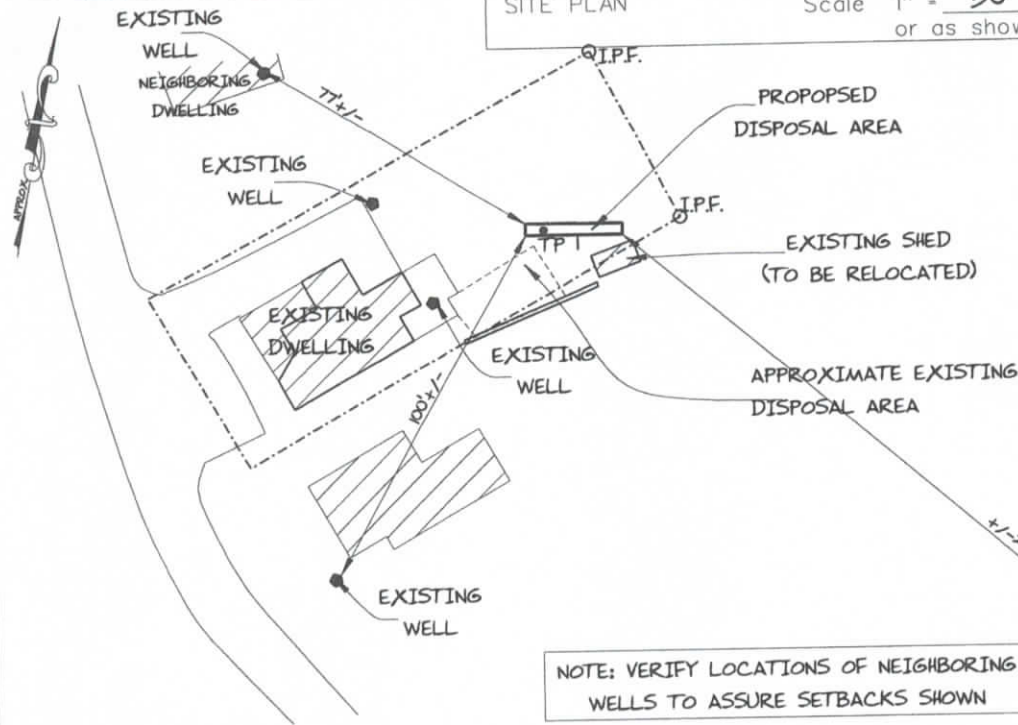 SITE PLAN
Scale 1" =
or as show
EXISTING
WELL
NEIGHBORING
DWELLING
77'+/-
I.P.F.
PROPOPSED
DISPOSAL AREA
EXISTING
WELL
APPROX
I.P.F.
TP 1
EXISTING SHED
(TO BE RELOCATED)
EXISTING
DWELLING
EXISTING
WELL
100'+/-
APPROXIMATE EXISTING
DISPOSAL AREA
+/-
EXISTING
WELL
NOTE: VERIFY LOCATIONS OF NEIGHBORING
WELLS TO ASSURE SETBACKS SHOWN